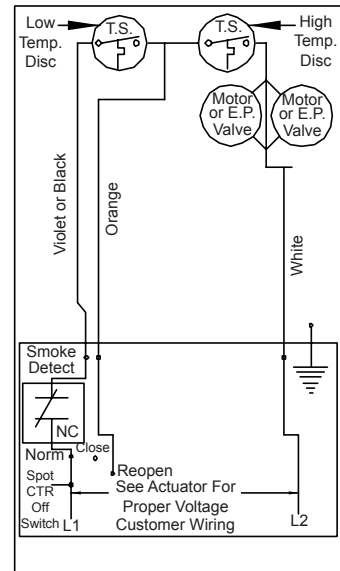 Low
Temp.
Disc
T.S.
T.S.
High
Temp.
Disc
Motor
or E.P.
Valve
Motor
or E.P.
Valve
Violet or Black
Orange
White
Smoke
Detect
NC
Norm
Close
Reopen
Spot
CTR
Off
Switch
L1
See Actuator For
Proper Voltage
Customer Wiring
L2